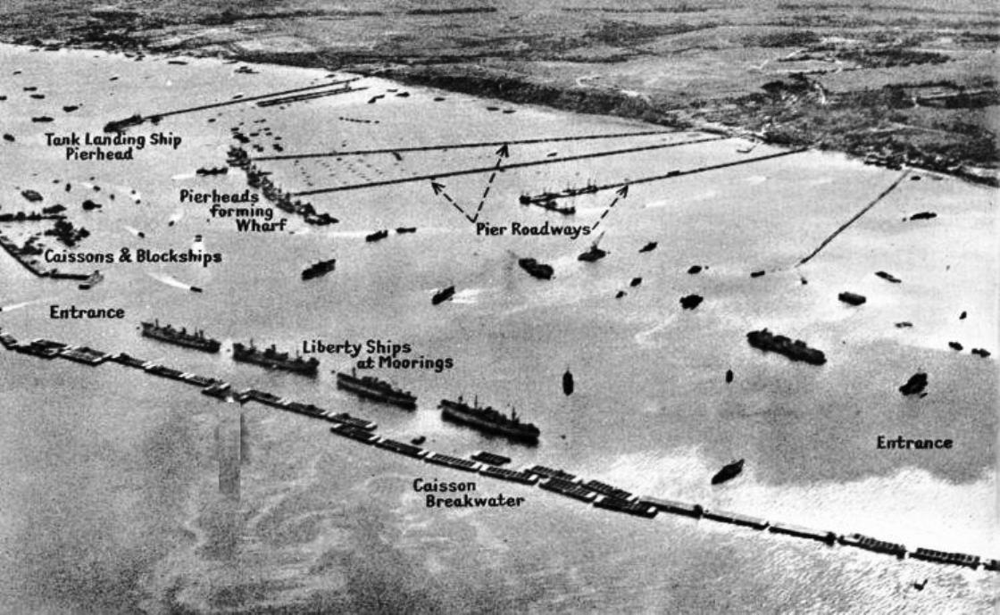 Tank Landing Ship
Pierhead
Pierheads
forming
Wharf
Pier Roadways
Caissons & Blockships
Entrance
Liberty Ships
at Moorings
Entrance
Caisson
Breakwater